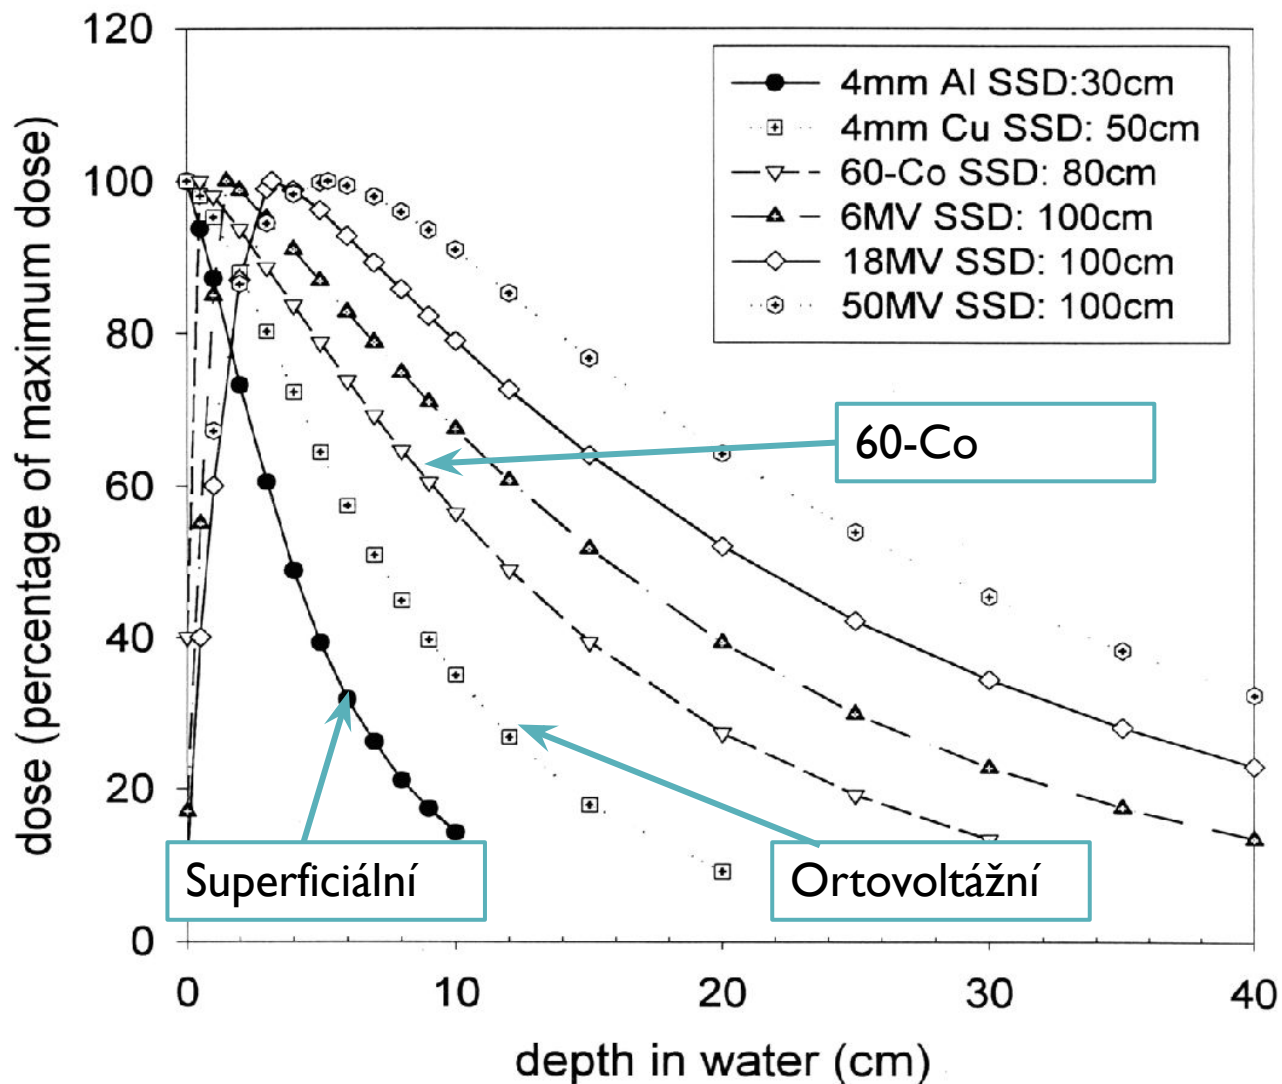 120
100
80
60
40
20
0
dose (percentage of maximum dose)
4mm Al SSD:30cm
4mm Cu SSD: 50cm
60-Co SSD: 80cm
6MV SSD: 100cm
18MV SSD: 100cm
50MV SSD: 100cm
60-Co
Superficiální
Ortovoltážní
0 10 20 30 40
depth in water (cm)